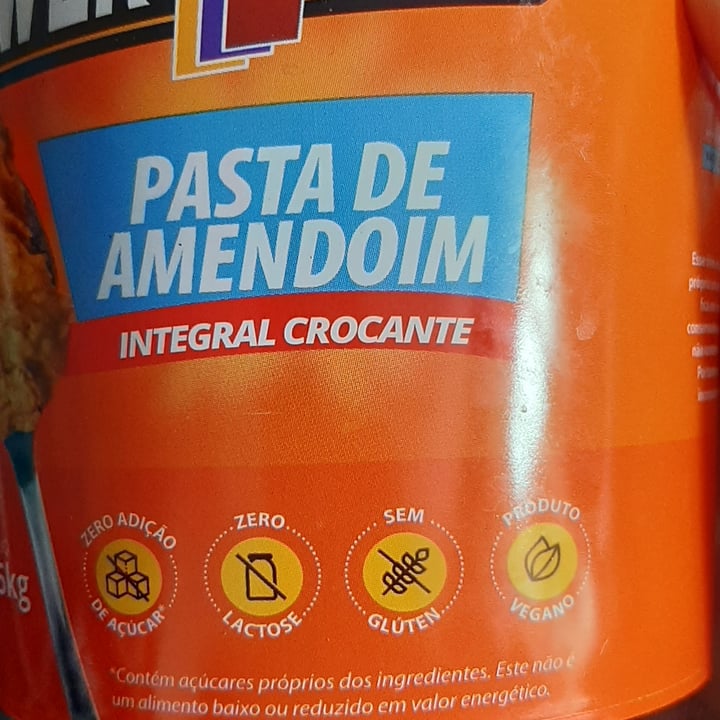 PASTA DE
AMENDOIM
INTEGRAL CROCANTE
ZERO ADIÇÃO
DE AÇÚCAR*
ZERO
LACTOSE
SEM
GLÚTEN
PRODUTO
VEGANO
*Contém açúcares próprios dos ingredientes. Este não é
um alimento baixo ou reduzido em valor energético.